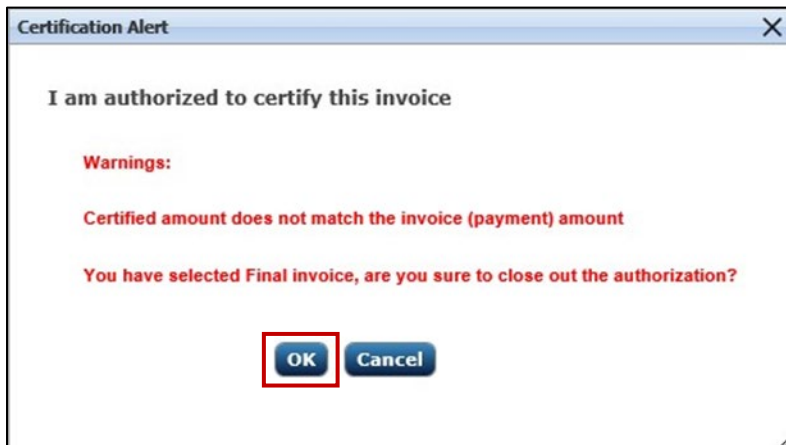 Certification Alert
I am authorized to certify this invoice
Warnings:
Certified amount does not match the invoice (payment) amount
You have selected Final invoice, are you sure to close out the authorization?
OK Cancel